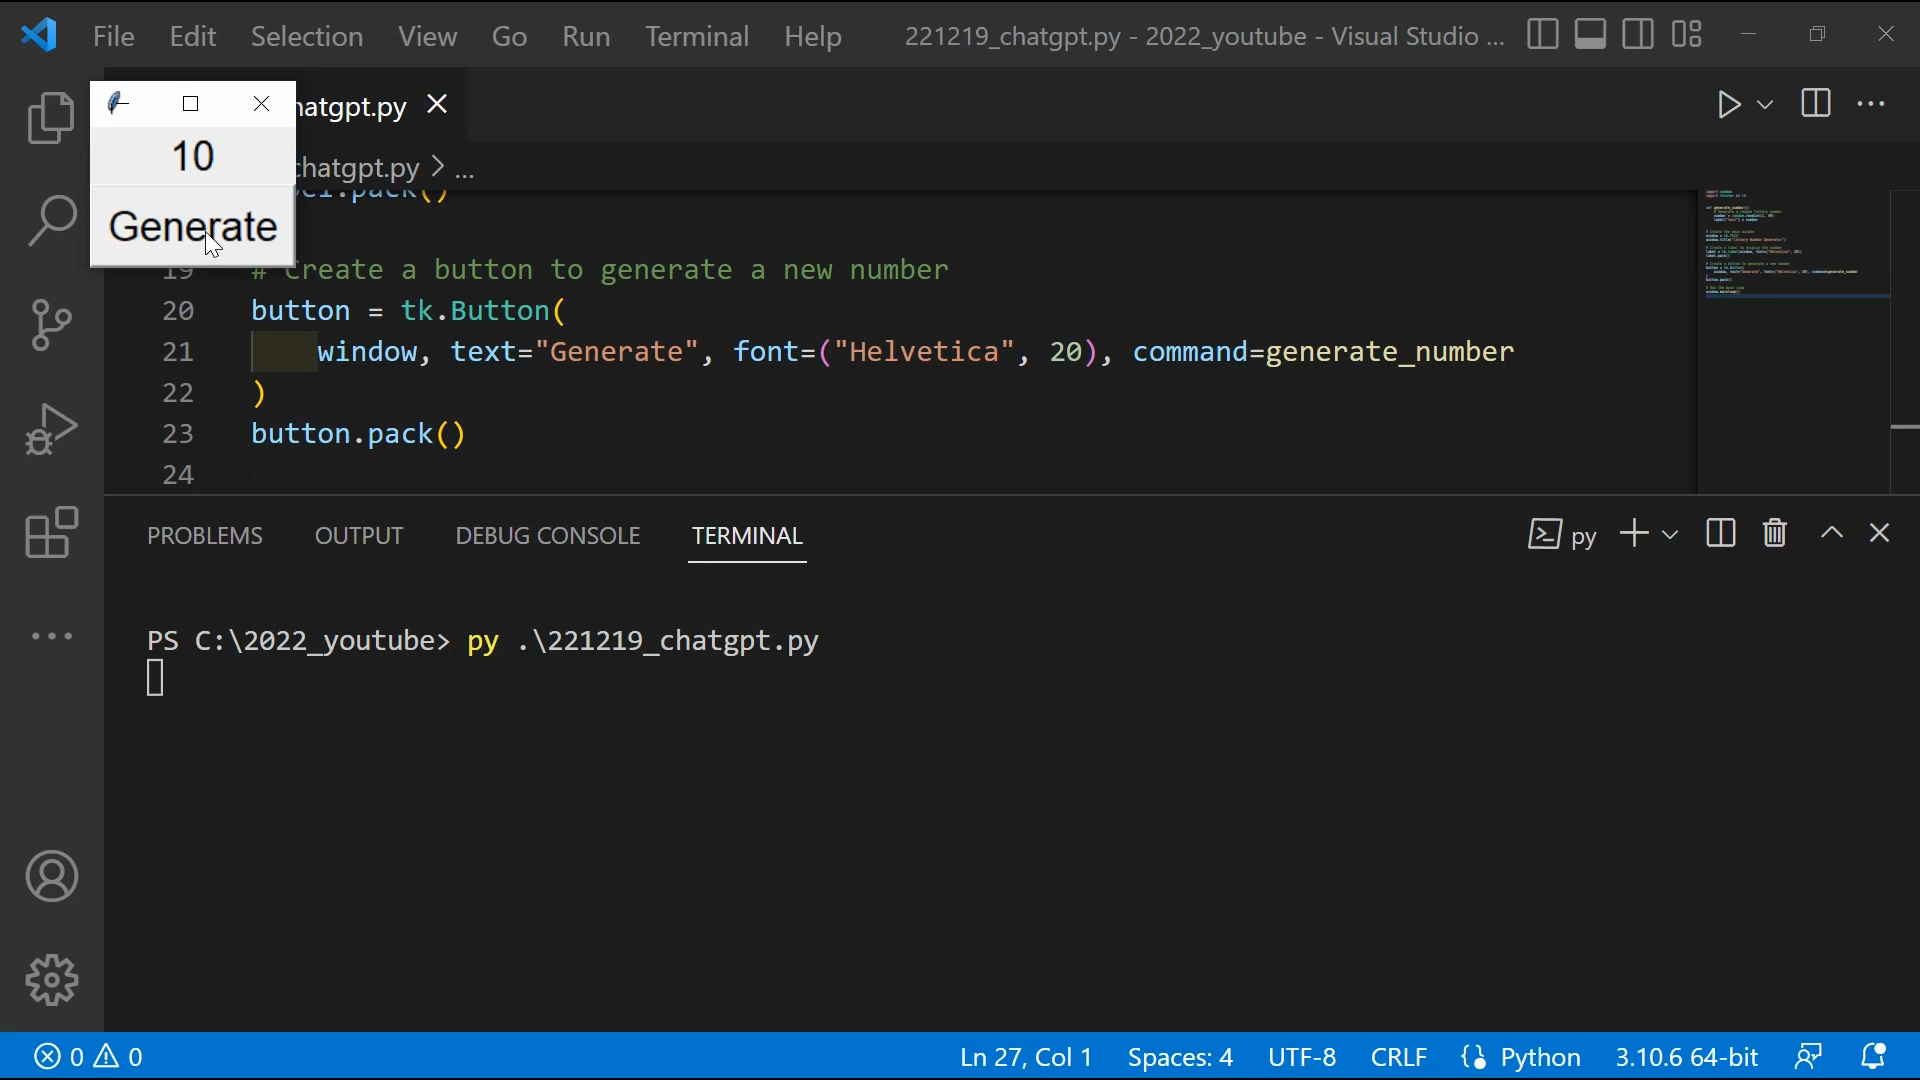 File Edit Selection View Go Run Terminal Help 221219_chatgpt.py - 2022_youtube - Visual Studio ...
hatgpt.py
10
chatgpt.py > ...
Generate
.pack()
19 # Create a button to generate a new number
20 button = tk.Button(
21 window, text="Generate", font=("Helvetica", 20), command=generate_number
22 )
23 button.pack()
24
PROBLEMS OUTPUT DEBUG CONSOLE TERMINAL py
PS C:\2022_youtube> py .\221219_chatgpt.py
0 0 Ln 27, Col 1 Spaces: 4 UTF-8 CRLF Python 3.10.6 64-bit